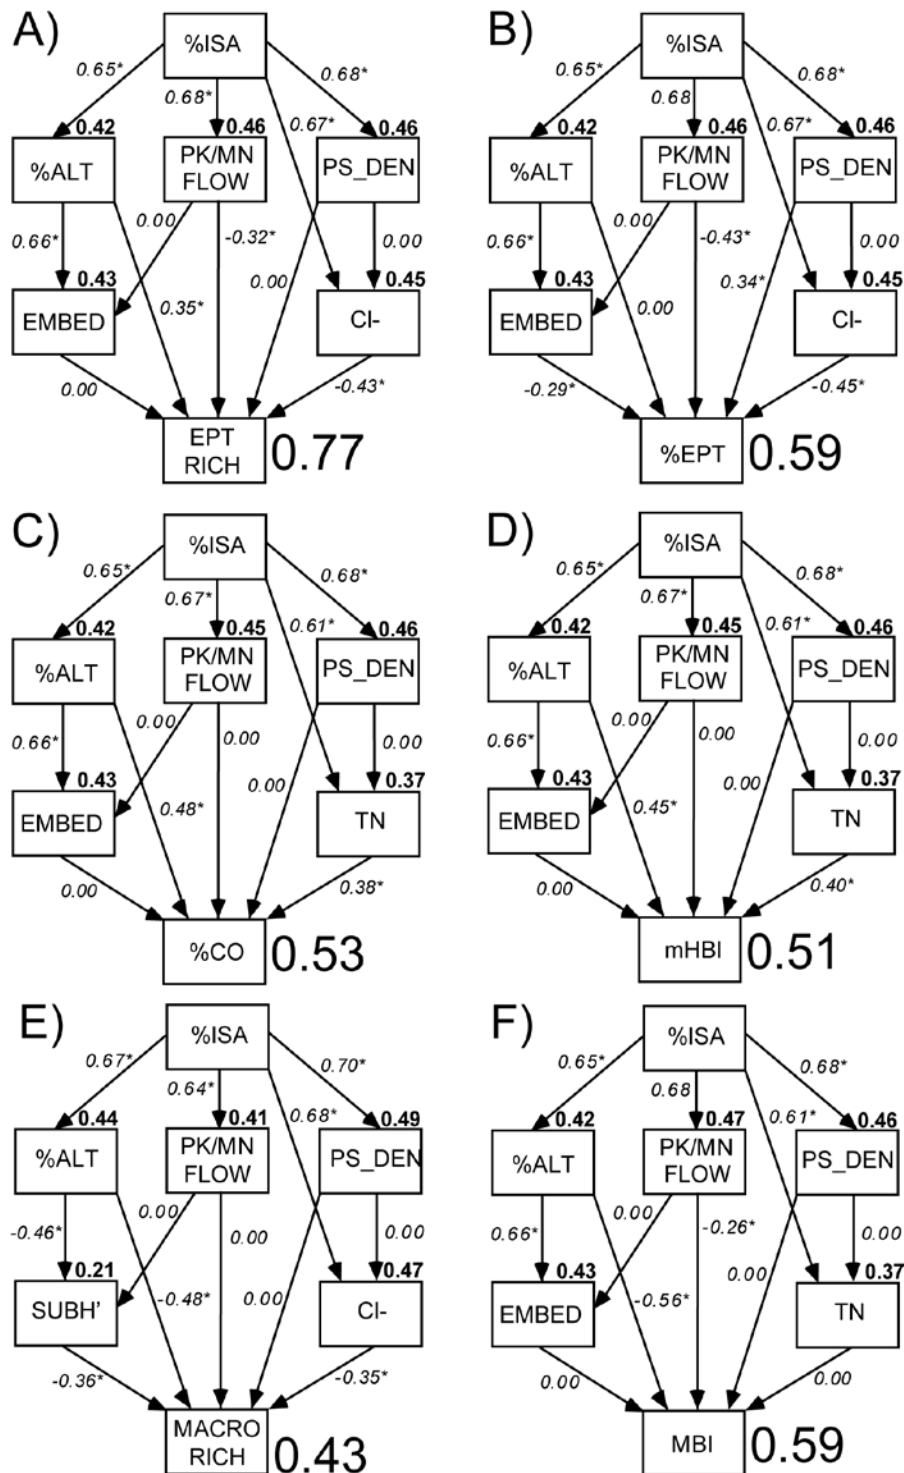 A)
%ISA
0.65*
0.68*
0.68*
0.42
0.46
0.67*
0.46
%ALT
PK/MN
FLOW
PS_DEN
0.66*
0.00
-0.32*
0.00
0.43
0.35*
0.00
0.45
EMBED
Cl-
0.00
-0.43*
EPT
RICH
0.77
B)
%ISA
0.65*
0.68
0.68*
0.42
0.46
0.67*
0.46
%ALT
PK/MN
FLOW
PS_DEN
0.66*
0.00
-0.43*
0.00
0.43
0.00
0.34*
0.45
EMBED
Cl-
-0.29*
-0.45*
%EPT
0.59
C)
%ISA
0.65*
0.67*
0.68*
0.42
0.45
0.61*
0.46
%ALT
PK/MN
FLOW
PS_DEN
0.66*
0.00
0.00
0.00
0.43
0.48*
0.00
0.37
EMBED
TN
0.00
0.38*
%CO
0.53
D)
%ISA
0.65*
0.67*
0.68*
0.42
0.45
0.61*
0.46
%ALT
PK/MN
FLOW
PS_DEN
0.66*
0.00
0.00
0.00
0.43
0.45*
0.00
0.37
EMBED
TN
0.00
0.40*
mHBI
0.51
E)
%ISA
0.67*
0.64*
0.70*
0.44
0.41
0.68*
0.49
%ALT
PK/MN
FLOW
PS_DEN
-0.46*
0.00
0.00
0.00
0.21
-0.48*
0.00
0.47
SUBH'
Cl-
-0.36*
-0.35*
MACRO
RICH
0.43
F)
%ISA
0.65*
0.68
0.68*
0.42
0.47
0.61*
0.46
%ALT
PK/MN
FLOW
PS_DEN
0.66*
0.00
-0.26*
0.00
0.43
-0.56*
0.00
0.37
EMBED
TN
0.00
0.00
MBI
0.59